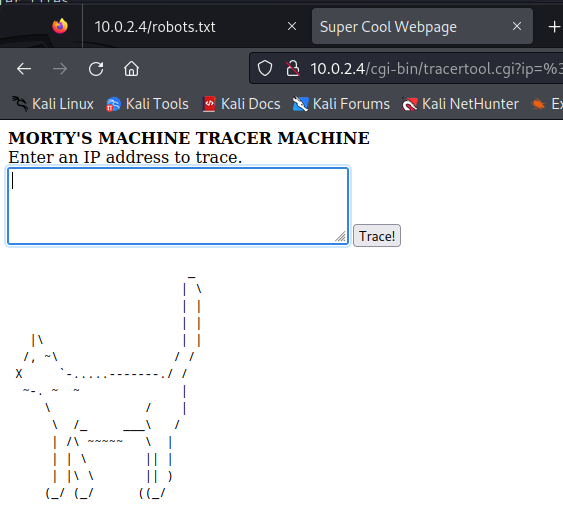 10.0.2.4/robots.txt
Super Cool Webpage
10.0.2.4/cgi-bin/tracertool.cgi?ip=%3
Kali Linux
Kali Tools
Kali Docs
Kali Forums
Kali NetHunter
MORTY'S MACHINE TRACER MACHINE
Enter an IP address to trace.
Trace!